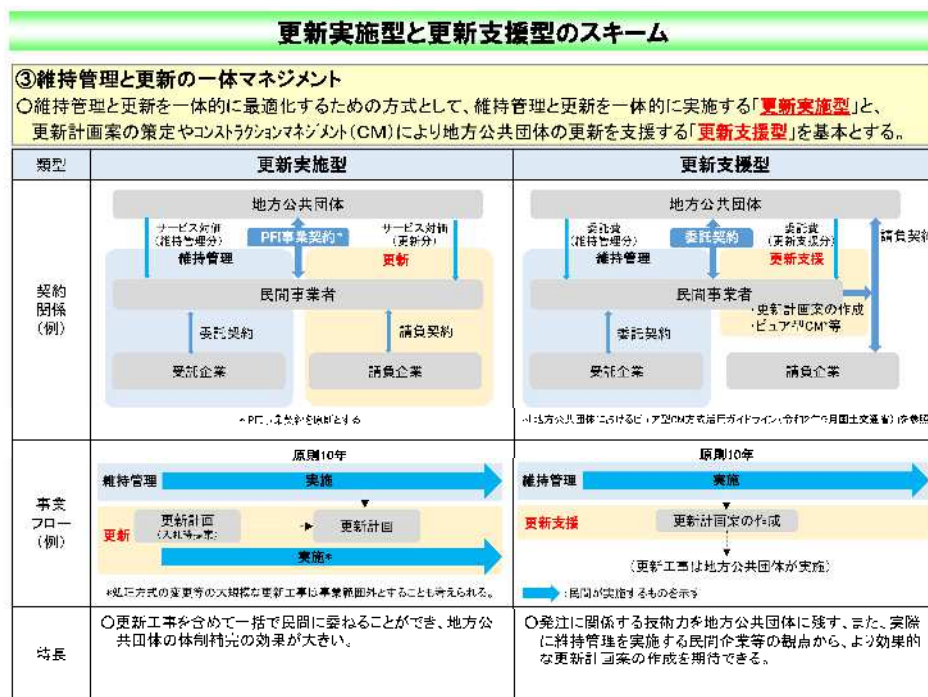 更新実施型と更新支援型のスキーム
③維持管理と更新の一体マネジメント
〇維持管理と更新を一体的に最適化するための方式として、維持管理と更新を一体的に実施する「更新実施型」と、
更新計画案の策定やコンストラクションマネジメント(CM)により地方公共団体の更新を支援する「更新支援型」を基本とする。
類型
更新実施型
更新支援型
契約
関係
(例)
地方公共団体
サービス対価
(維持管理分)
PFI事業契約*
サービス対価
(更新分)
維持管理
更新
民間事業者
委託契約
請負契約
受託企業
請負企業
*PFI事業契約を原則とする
地方公共団体
委託費
(維持管理分)
委託契約
委託費
(更新支援分)
請負契約
維持管理
更新支援
民間事業者
・更新計画案の作成
・ピュア型CM*等
委託契約
受託企業
請負企業
事業
フロー
(例)
原則10年
維持管理
実施
更新
更新計画
(入札時提案)
更新計画
実施*
*処理方式の変更等の大規模な更新工事は事業範囲外とすることも考えられる。
原則10年
維持管理
実施
更新支援
更新計画案の作成
(更新工事は地方公共団体が実施)
:民間が実施するものを示す
特長
〇更新工事を含めて一括で民間に委ねることができ、地方公
共団体の体制補完の効果が大きい。
〇発注に関係する技術力を地方公共団体に残す、また、実際
に維持管理を実施する民間企業等の観点から、より効果的
な更新計画案の作成を期待できる。